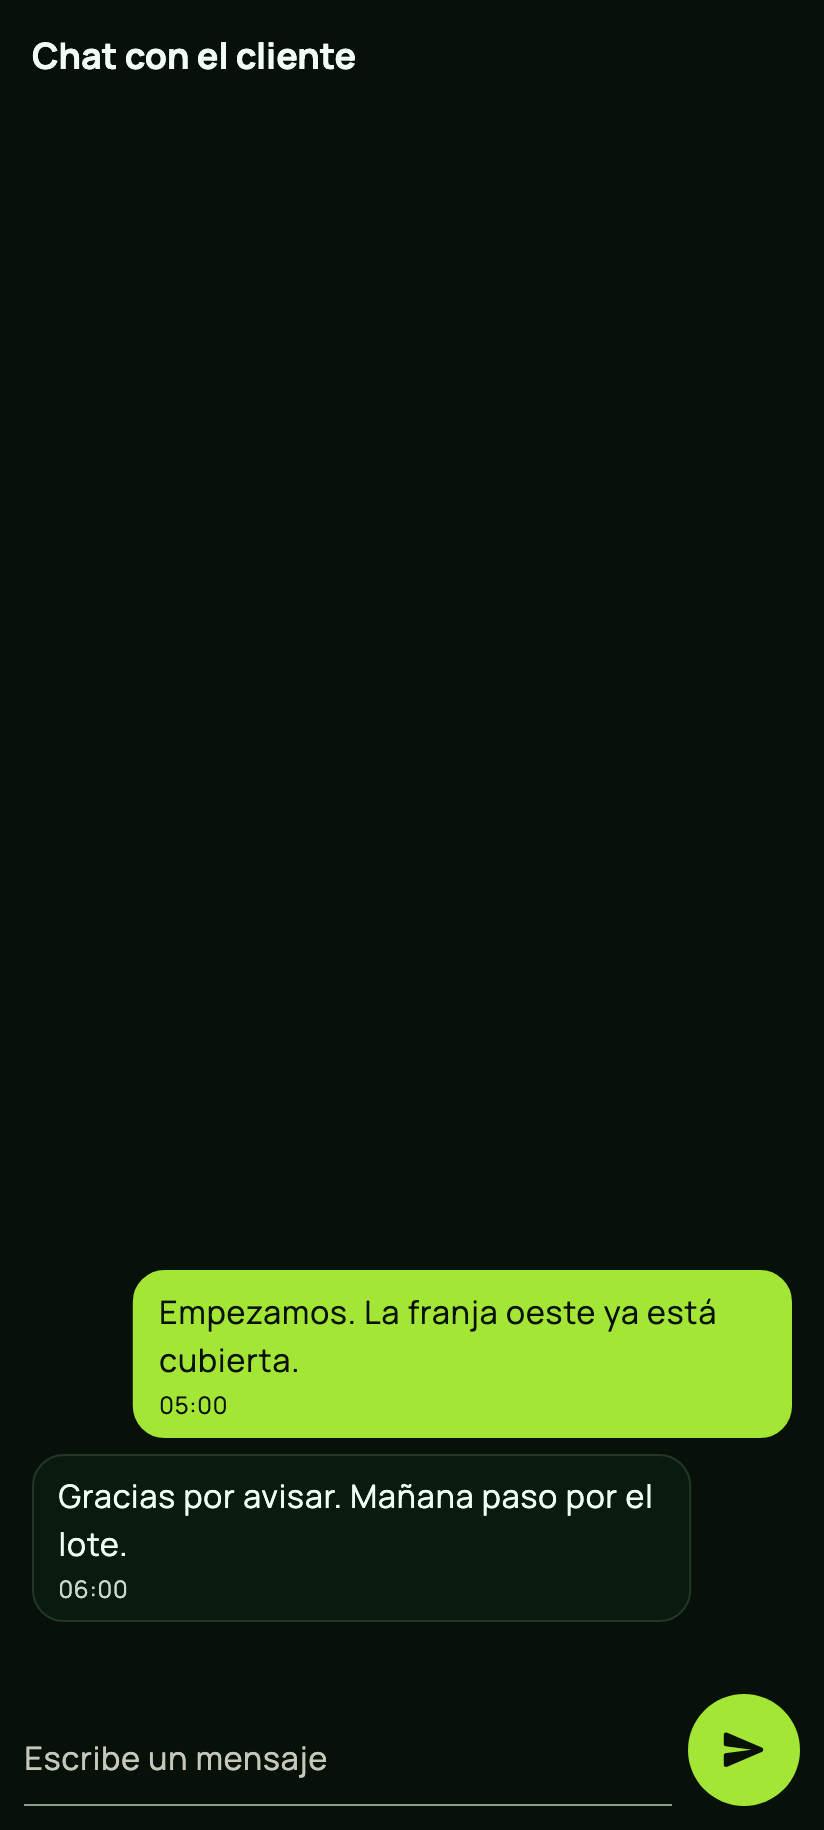 Chat con el cliente
Empezamos. La franja oeste ya está
cubierta.
05:00
Gracias por avisar. Mañana paso por el
lote.
06:00
Escribe un mensaje